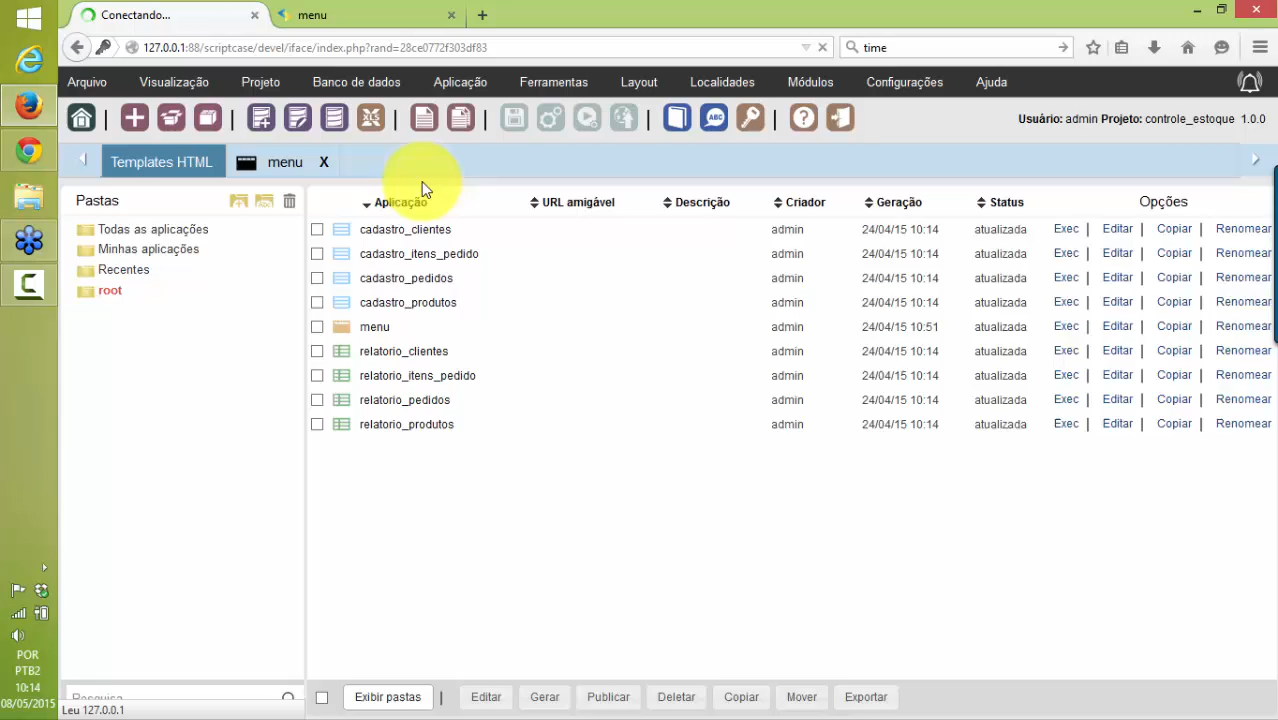 Conectando...
menu
127.0.0.1:88/scriptcase/devel/iface/index.php?rand=28ce0772f303df83
time
Arquivo Visualização Projeto Banco de dados Aplicação Ferramentas Layout Localidades Módulos Configurações Ajuda
ABC
Usuário: admin Projeto: controle_estoque 1.0.0
Templates HTML menu X
Pastas
Todas as aplicações
Minhas aplicações
Recentes
root
Aplicação URL amigável Descrição Criador Geração Status Opções
cadastro_clientes admin 24/04/15 10:14 atualizada Exec | Editar | Copiar | Renomear
cadastro_itens_pedido admin 24/04/15 10:14 atualizada Exec | Editar | Copiar | Renomear
cadastro_pedidos admin 24/04/15 10:14 atualizada Exec | Editar | Copiar | Renomear
cadastro_produtos admin 24/04/15 10:14 atualizada Exec | Editar | Copiar | Renomear
menu admin 24/04/15 10:51 atualizada Exec | Editar | Copiar | Renomear
relatorio_clientes admin 24/04/15 10:14 atualizada Exec | Editar | Copiar | Renomear
relatorio_itens_pedido admin 24/04/15 10:14 atualizada Exec | Editar | Copiar | Renomear
relatorio_pedidos admin 24/04/15 10:14 atualizada Exec | Editar | Copiar | Renomear
relatorio_produtos admin 24/04/15 10:14 atualizada Exec | Editar | Copiar | Renomear
Pesquisa
Exibir pastas | Editar Gerar Publicar Deletar Copiar Mover Exportar
Leu 127.0.0.1
POR
PTB2
10:14
08/05/2015